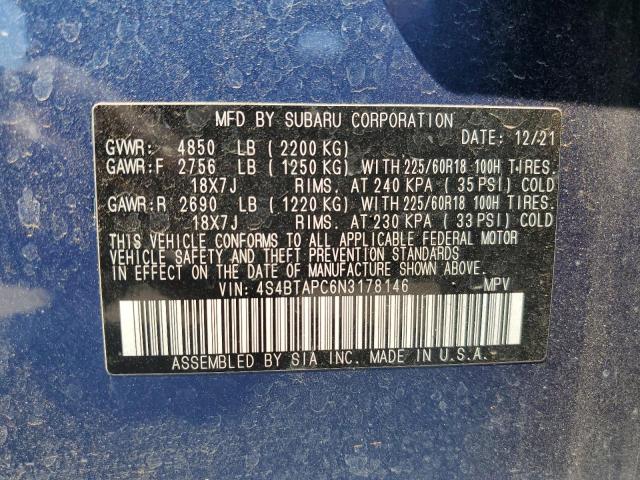 MFD BY SUBARU CORPORATION
DATE: 12/21
GVWR: 4850 LB (2200 KG)
GAWR:F 2756 LB (1250 KG) WITH 225/60R18 100H TIRES.
18X7J RIMS. AT 240 KPA (35 PSI) COLD
GAWR:R 2690 LB (1220 KG) WITH 225/60R18 100H TIRES.
18X7J RIMS. AT 230 KPA (33 PSI) COLD
THIS VEHICLE CONFORMS TO ALL APPLICABLE FEDERAL MOTOR
VEHICLE SAFETY AND THEFT PREVENTION STANDARDS
IN EFFECT ON THE DATE OF MANUFACTURE SHOWN ABOVE.
VIN: 4S4BTAPC6N3178146 MPV
ASSEMBLED BY SIA INC. MADE IN U.S.A.